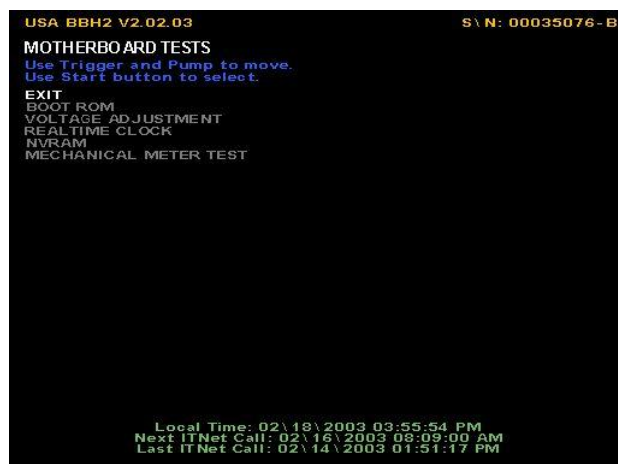 USA BBH2 V2.02.03 S\N: 00035076-B
MOTHERBOARD TESTS
Use Trigger and Pump to move.
Use Start button to select.
EXIT
BOOT ROM
VOLTAGE ADJUSTMENT
REALTIME CLOCK
NVRAM
MECHANICAL METER TEST
Local Time: 02\18\2003 03:55:54 PM
Next ITNet Call: 02\16\2003 08:09:00 AM
Last ITNet Call: 02\14\2003 01:51:17 PM